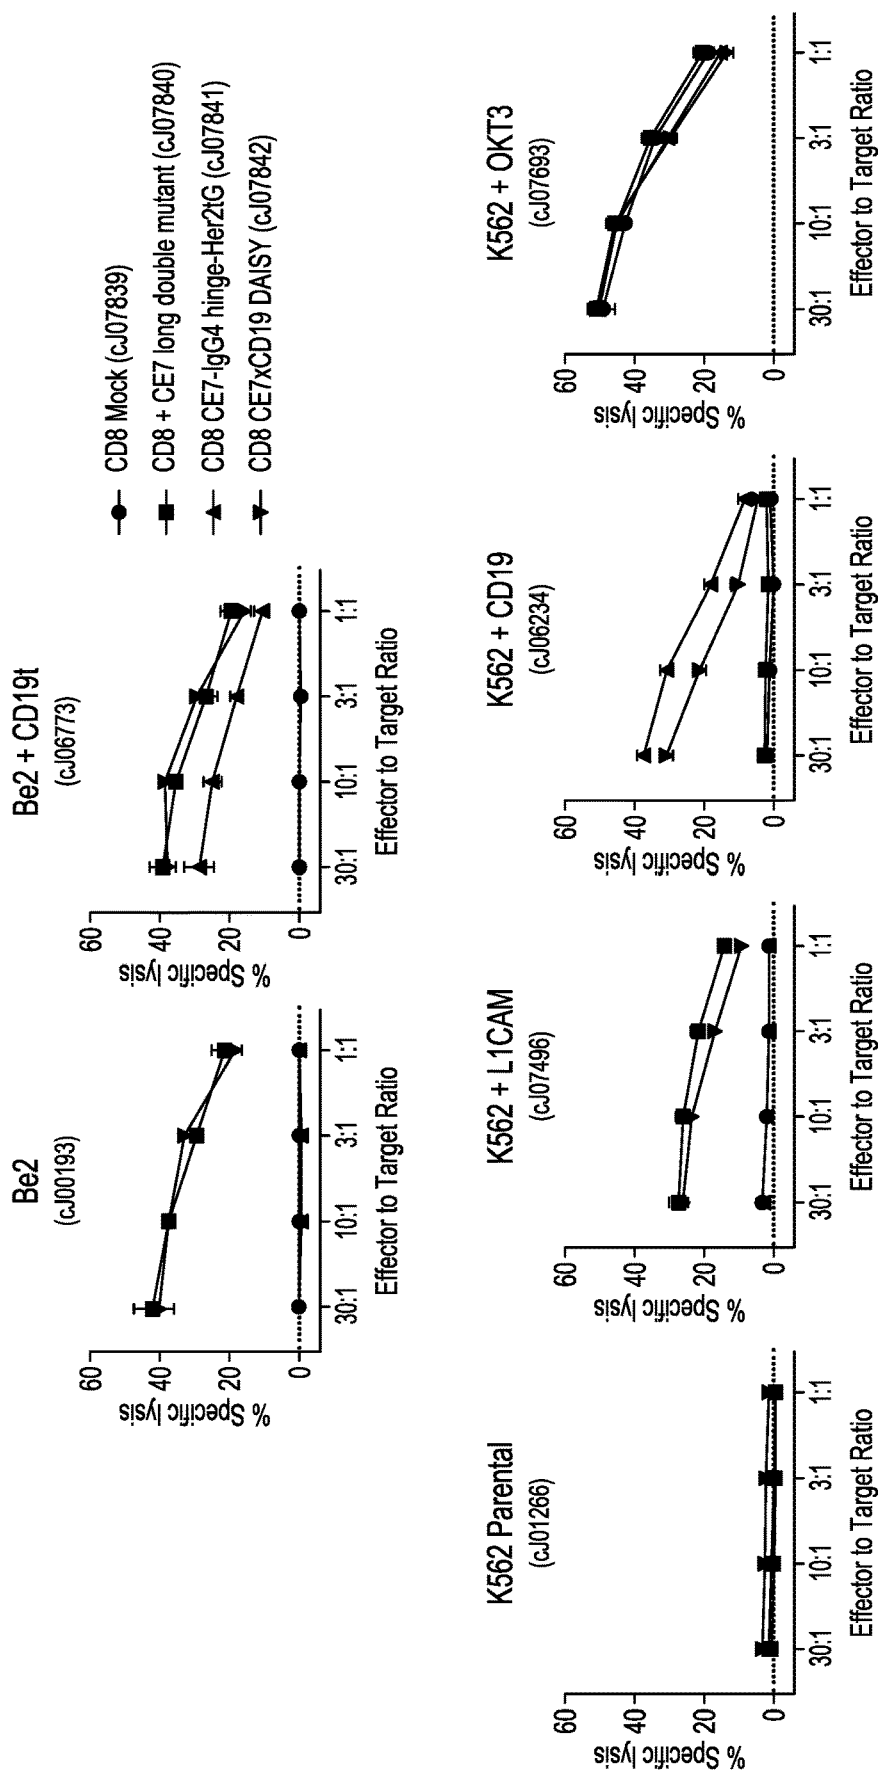 Be2
(cJ00193)
% Specific lysis
60
40
20
0
30:1
10:1
3:1
1:1
Effector to Target Ratio
Be2 + CD19t
(cJ06773)
% Specific lysis
60
40
20
0
30:1
10:1
3:1
1:1
Effector to Target Ratio
CD8 Mock (cJ07839)
CD8 + CE7 long double mutant (cJ07840)
CD8 CE7-IgG4 hinge-Her2tG (cJ07841)
CD8 CE7xCD19 DAISY (cJ07842)
K562 Parental
(cJ01266)
% Specific lysis
60
40
20
0
30:1
10:1
3:1
1:1
Effector to Target Ratio
K562 + L1CAM
(cJ07496)
% Specific lysis
60
40
20
0
30:1
10:1
3:1
1:1
Effector to Target Ratio
K562 + CD19
(cJ06234)
% Specific lysis
60
40
20
0
30:1
10:1
3:1
1:1
Effector to Target Ratio
K562 + OKT3
(cJ07693)
% Specific lysis
60
40
20
0
30:1
10:1
3:1
1:1
Effector to Target Ratio